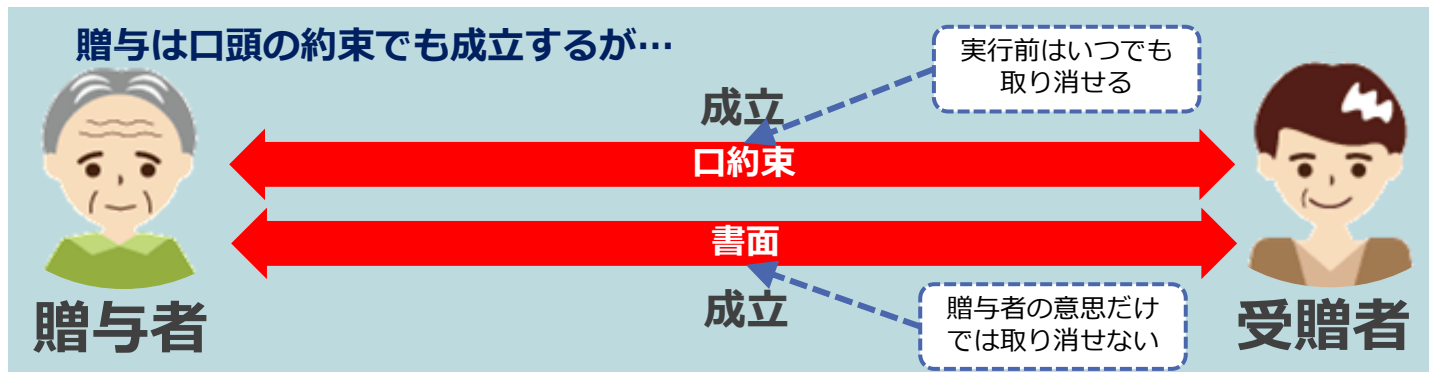 贈与は口頭の約束でも成立するが…
実行前はいつでも
取り消せる
成立
口約束
書面
成立
贈与者の意思だけ
では取り消せない
贈与者
受贈者